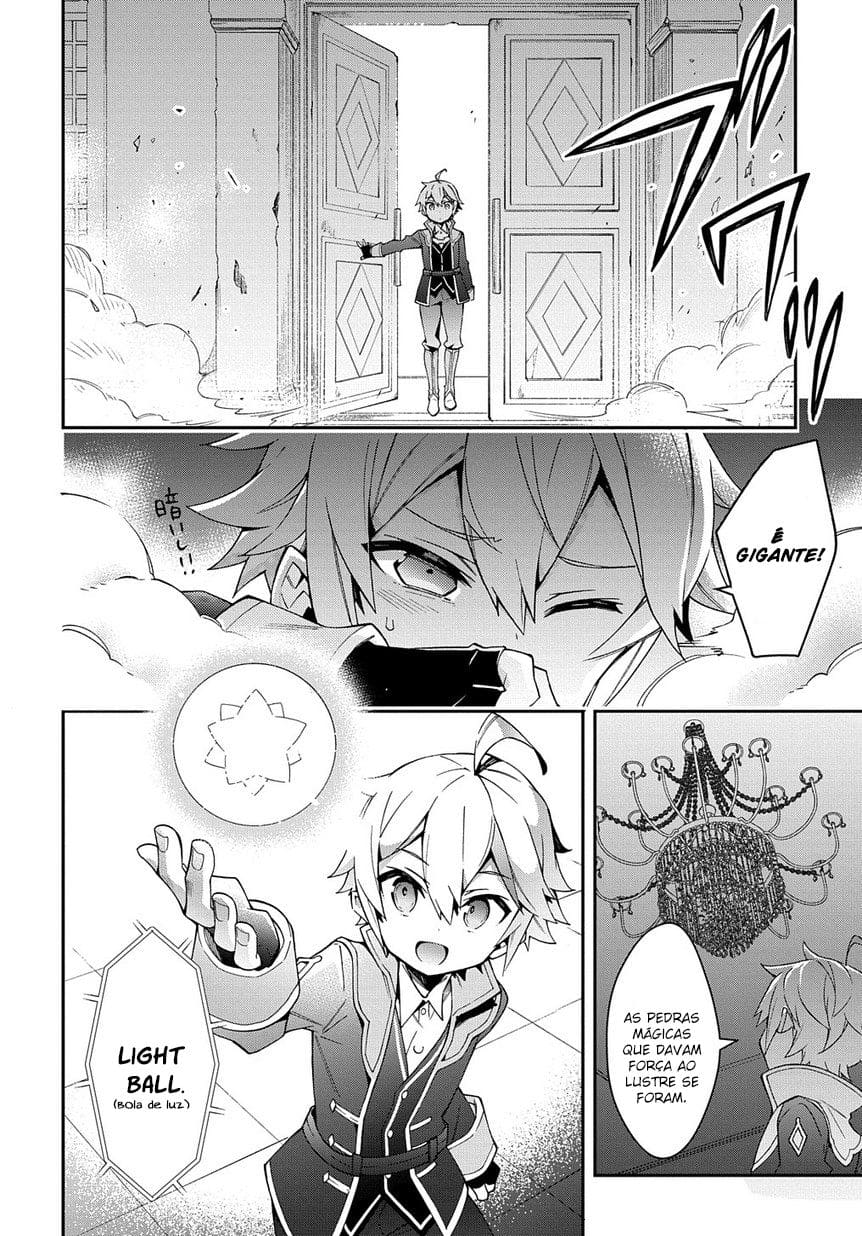 É
GIGANTE!
暗いし!!
AS PEDRAS
MÁGICAS
QUE DAVAM
FORÇA AO
LUSTRE SE
FORAM.
LIGHT
BALL.
(Bola de luz)